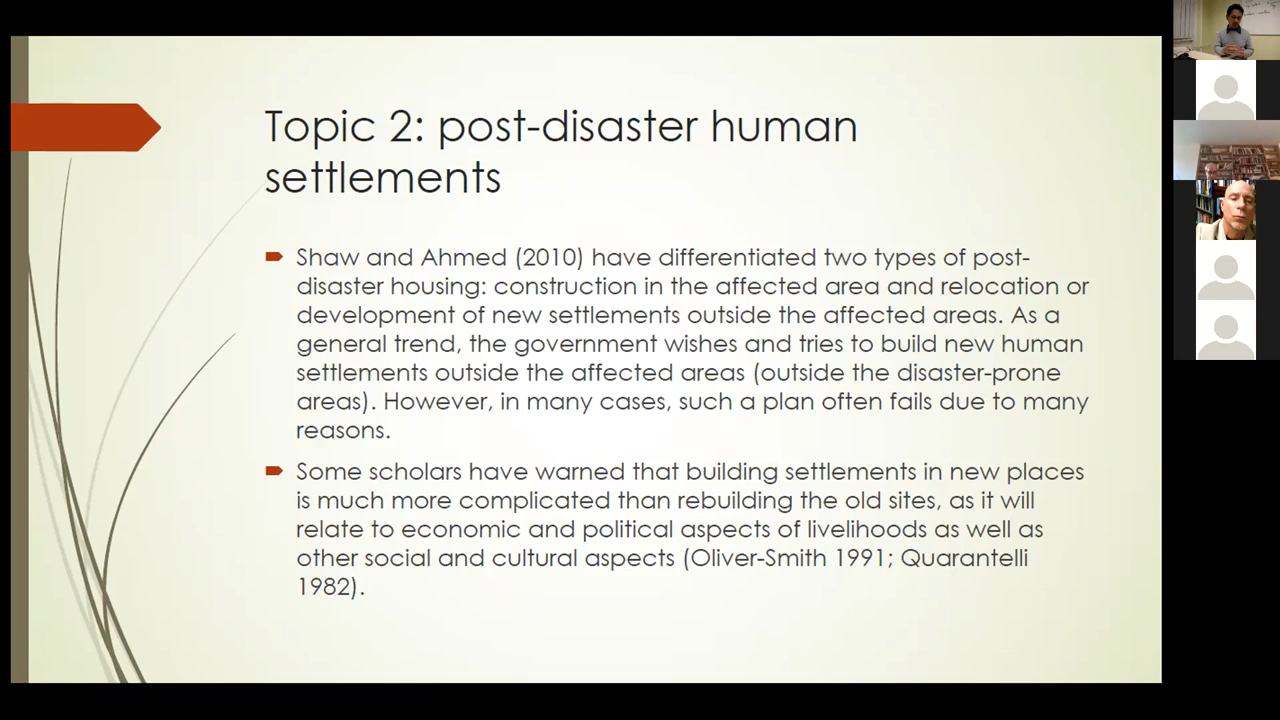 Topic 2: post-disaster human
settlements
Shaw and Ahmed (2010) have differentiated two types of post-
disaster housing: construction in the affected area and relocation or
development of new settlements outside the affected areas. As a
general trend, the government wishes and tries to build new human
settlements outside the affected areas (outside the disaster-prone
areas). However, in many cases, such a plan often fails due to many
reasons.
Some scholars have warned that building settlements in new places
is much more complicated than rebuilding the old sites, as it will
relate to economic and political aspects of livelihoods as well as
other social and cultural aspects (Oliver-Smith 1991; Quarantelli
1982).